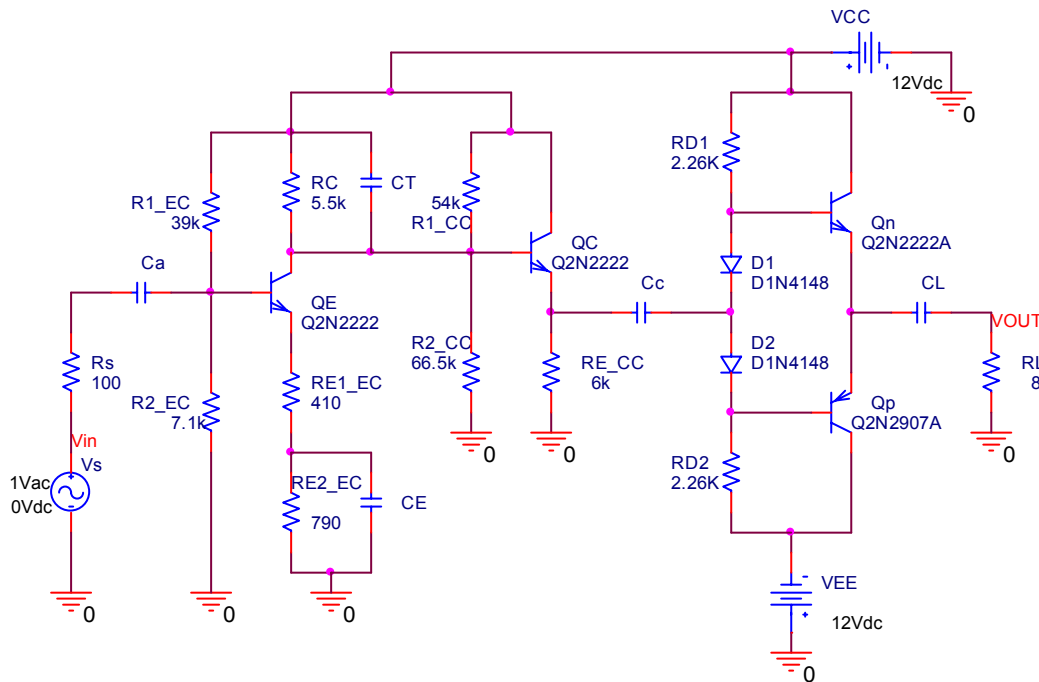 VCC
12Vdc
0
R1_EC
39k
RC
5.5k
CT
54k
R1_CC
QC
Q2N2222
RD1
2.26K
Qn
Q2N2222A
D1
D1N4148
Ca
QE
Q2N2222
Cc
CL
VOUT
D2
D1N4148
Rs
100
RE1_EC
410
R2_CC
66.5k
RE_CC
6k
RL
8
R2_EC
7.1k
Qp
Q2N2907A
0
0
0
RD2
2.26K
Vin
Vs
1Vac
0Vdc
RE2_EC
790
CE
VEE
12Vdc
0
0
0
0